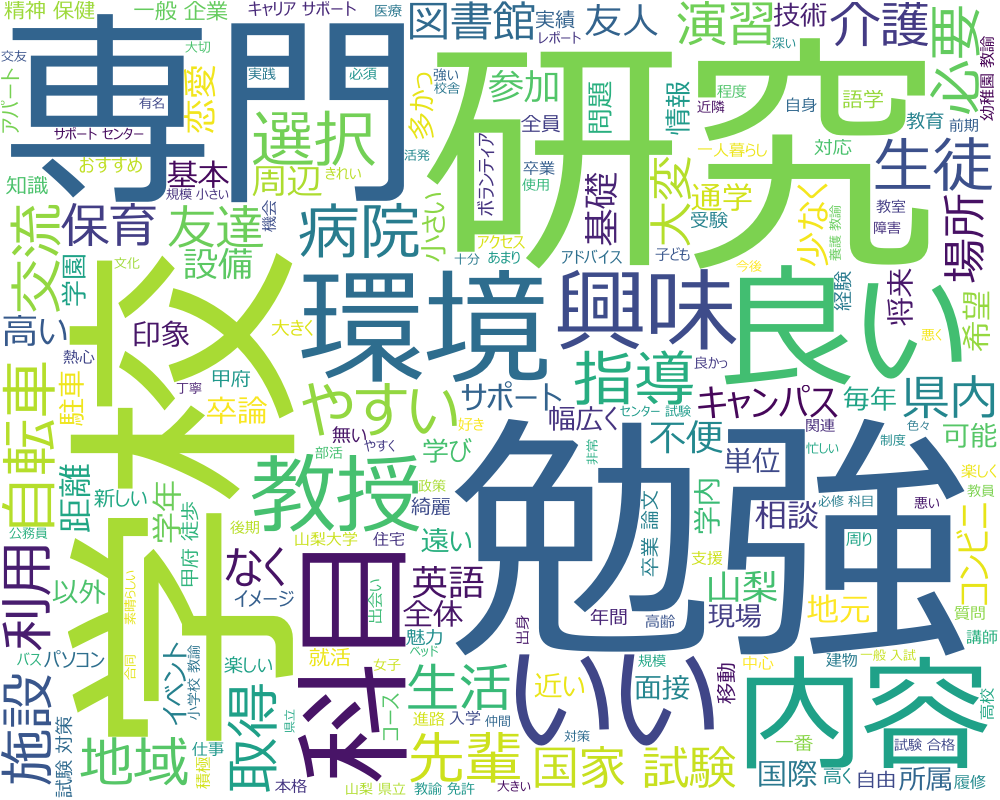 精神 保健
一般 企業
キャリア サポート
医療
図書館
実績
レポート
友人
演習
技術
深い
介護
必要
幼稚園 教諭
交友
大切
専門
アパート
有名
サポート センター
おすすめ
恋愛
実践
必須
多かっ
強い
校舎
参加
研究
全員
問題
情報
近隣
程度
自身
語学
教育
前期
選択
周辺
きれい
活発
ボランティア
卒業
使用
一人暮らし
対応
生徒
知識
基本
規模 小さい
機会
保育
友達
設備
病院
小さい
基礎
大変
通学
受験
少なく
養護 教諭
教室
障害
場所
交流
学園
文化
アクセス
十分
あまり
アドバイス
子ども
今後
経験
将来
希望
高い
印象
大きく
環境
興味
良い
悪く
熱心
丁寧
甲府
良かっ
自転車
駐車
卒論
やすい
サポート
指導
キャンパス
毎年
県内
幅広く
センター 試験
関連
色々
学校
無い
やすく
部活
好き
学び
非常
不便
単位
忙しい
制度
可能
楽しく
距離
新しい
学年
徒歩
甲府
教授
政策
綺麗
勉強
卒業 論文
学内
相談
必修 科目
悪い
教員
公務員
後期
山梨大学
住宅
遠い
支援
周り
コンビニ
利用
以外
素晴らしい
なく
イメージ
科目
出会い
英語
全体
年間
出身
高齢
山梨
現場
地元
質問
講師
バス
パソコン
イベント
小学校 教諭
楽しい
就活
女子
魅力
ベッド
いい
規模
中心
建物
一般 入試
施設
試験 対策
合同
取得
県立
コース
生活
近い
面接
移動
内容
高校
地域
仕事
積極
本格
進路
入学
仲間
先輩
対策
国家 試験
一番
国際
高く
試験 合格
自由
所属
履修
山梨 県立
教諭 免許
大きい